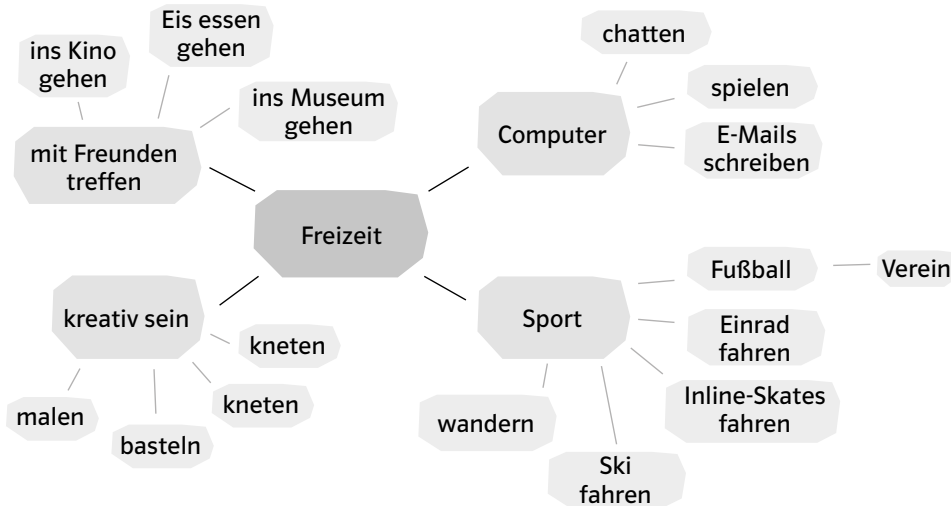 Eis essen
gehen
ins Kino
gehen
ins Museum
gehen
mit Freunden
treffen
chatten
spielen
E-Mails
schreiben
Computer
Freizeit
kreativ sein
kneten
kneten
malen
basteln
Sport
Fußball
Verein
Einrad
fahren
Inline-Skates
fahren
wandern
Ski
fahren